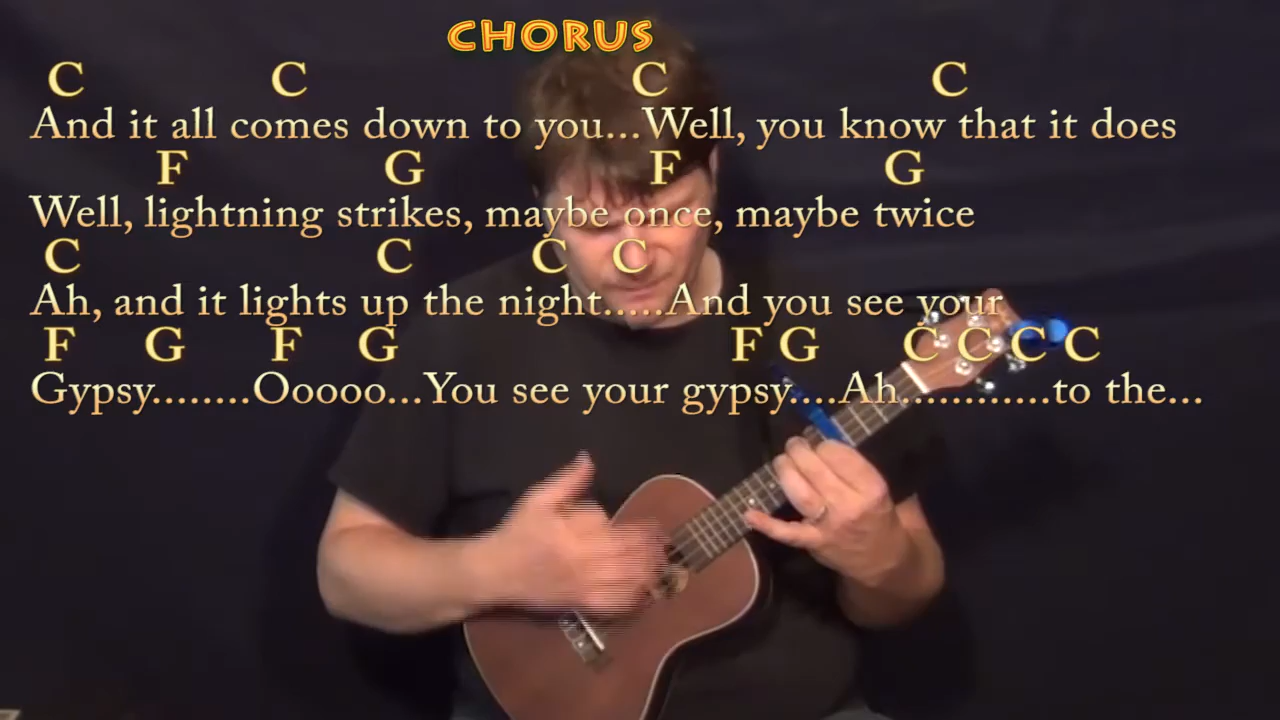 CHORUS
C C C C
And it all comes down to you...Well, you know that it does
F G F G
Well, lightning strikes, maybe once, maybe twice
C C C C
Ah, and it lights up the night.....And you see your
F G F G F G C C C C
Gypsy........Ooooo...You see your gypsy....Ah............to the...